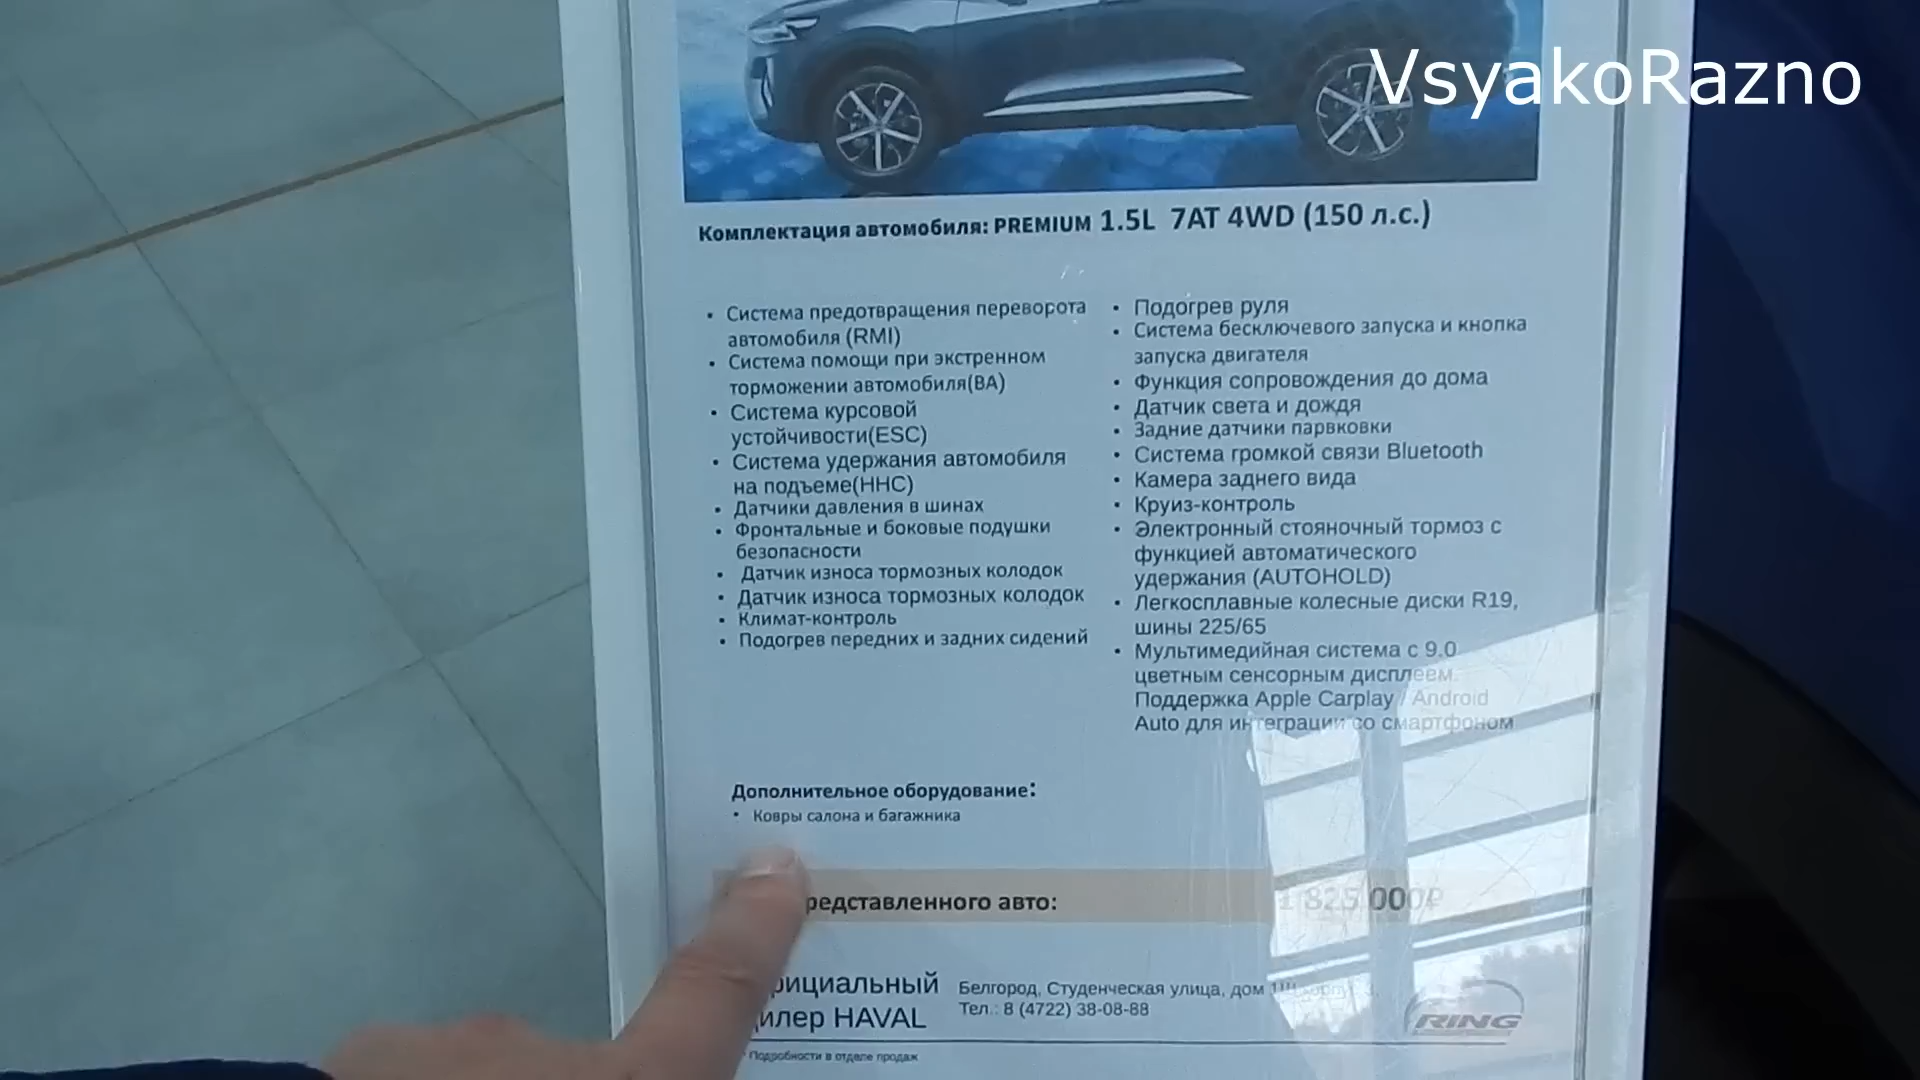 VsyakoRazno
Комплектация автомобиля: PREMIUM 1.5L 7AT 4WD (150 л.с.)
• Система предотвращения переворота
автомобиля (RMI)
• Система помощи при экстренном
торможении автомобиля(BA)
• Система курсовой
устойчивости(ESC)
• Система удержания автомобиля
на подъеме(HHC)
• Датчики давления в шинах
• Фронтальные и боковые подушки
безопасности
• Датчик износа тормозных колодок
• Датчик износа тормозных колодок
• Климат-контроль
• Подогрев передних и задних сидений
• Подогрев руля
• Система бесключевого запуска и кнопка
запуска двигателя
• Функция сопровождения до дома
• Датчик света и дождя
• Задние датчики парвковки
• Система громкой связи Bluetooth
• Камера заднего вида
• Круиз-контроль
• Электронный стояночный тормоз с
функцией автоматического
удержания (AUTOHOLD)
• Легкосплавные колесные диски R19,
шины 225/65
• Мультимедийная система с 9.0
цветным сенсорным дисплеем.
Поддержка Apple Carplay / Android
Auto для интеграции со смартфоном
Дополнительное оборудование:
• Ковры салона и багажника
редставленного авто: 1 825 000₽
фициальный
дилер HAVAL
Белгород, Студенческая улица, дом
Тел.: 8 (4722) 38-08-88
RING
* Подробности в отделе продаж